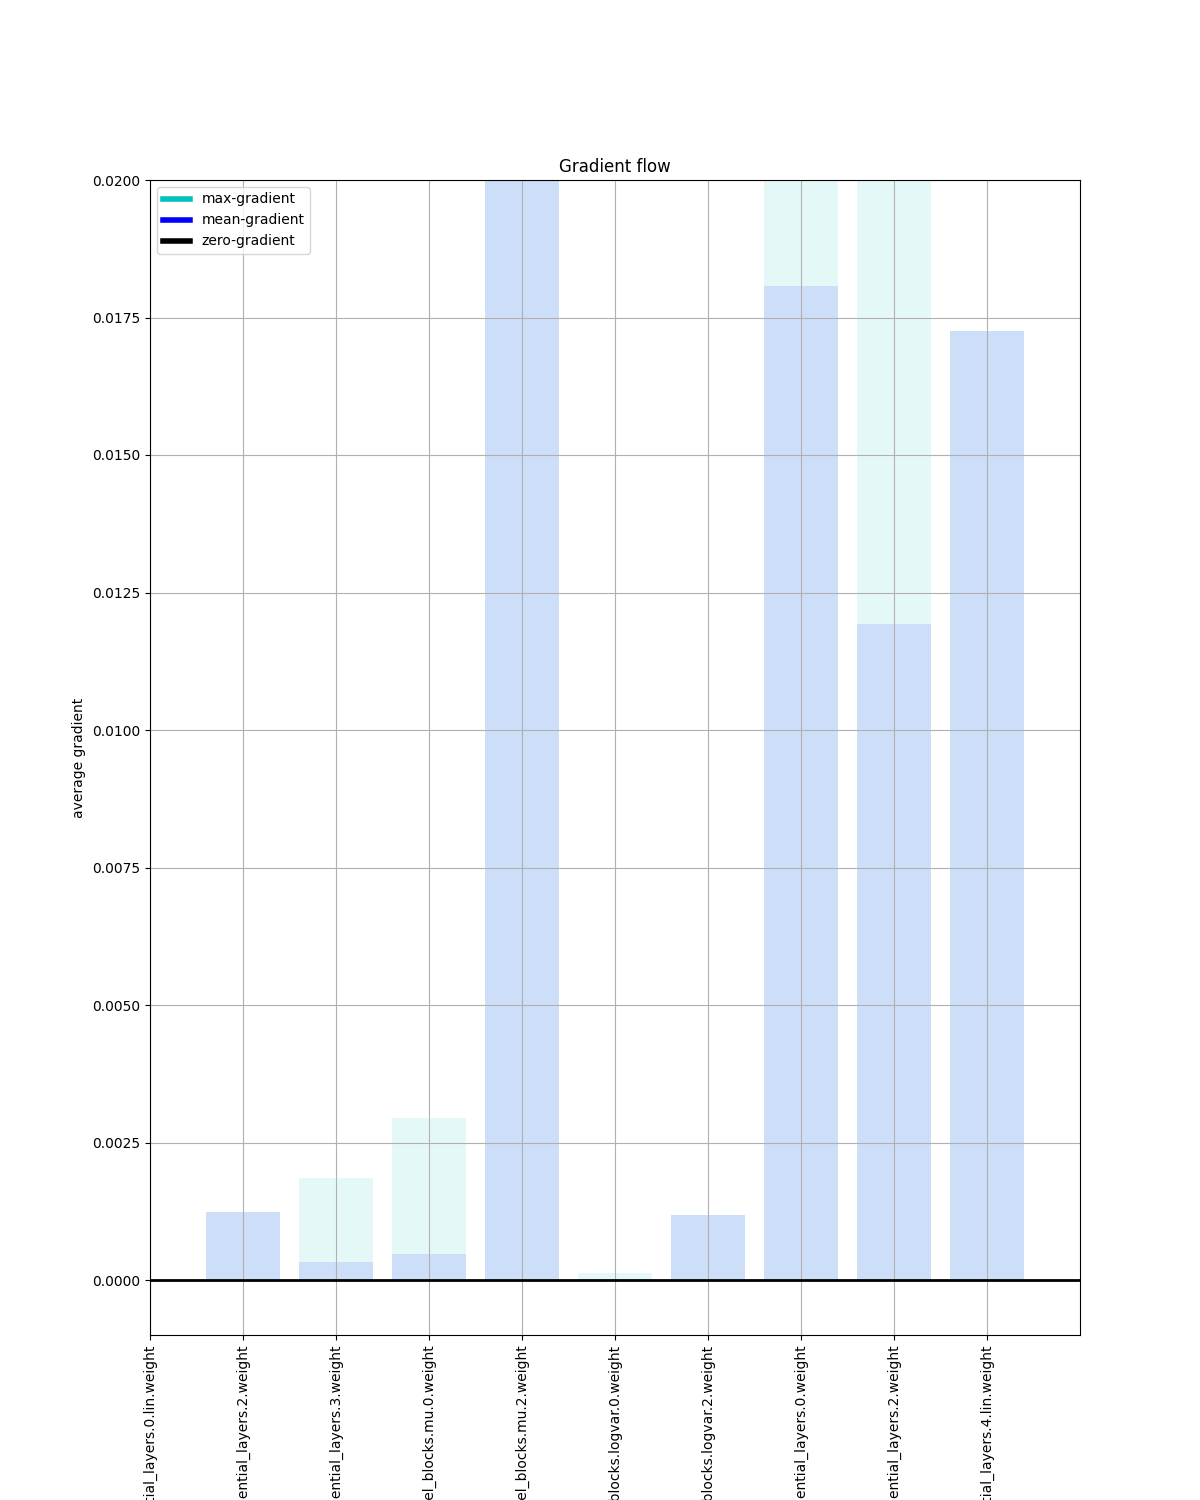 Gradient flow
max-gradient
mean-gradient
zero-gradient
0.0200
0.0175
0.0150
0.0125
0.0100
0.0075
0.0050
0.0025
0.0000
average gradient
tial_layers.0.lin.weight
ential_layers.2.weight
ential_layers.3.weight
el_blocks.mu.0.weight
el_blocks.mu.2.weight
blocks.logvar.0.weight
blocks.logvar.2.weight
ential_layers.0.weight
ential_layers.2.weight
tial_layers.4.lin.weight